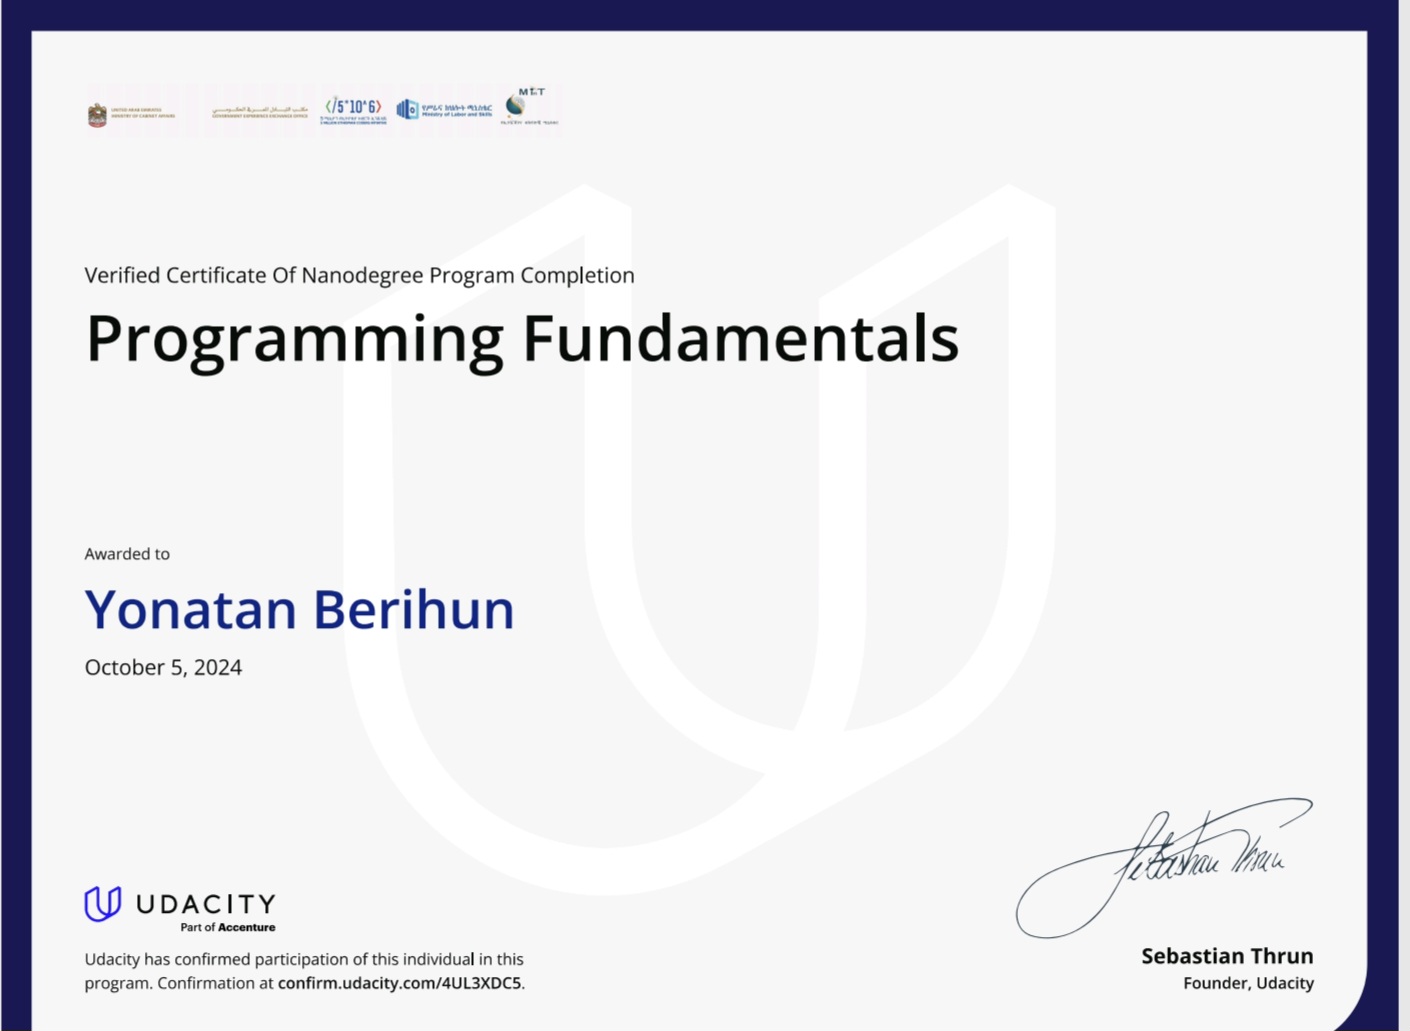 UNITED ARAB EMIRATES
MINISTRY OF CABINET AFFAIRS
GOVERNMENT EXPERIENCE EXCHANGE OFFICE
</5*10^6>
Ministry of Labor and Skills
Verified Certificate Of Nanodegree Program Completion
Programming Fundamentals
Awarded to
Yonatan Berihun
October 5, 2024
UDACITY
Part of Accenture
Udacity has confirmed participation of this individual in this
program. Confirmation at confirm.udacity.com/4UL3XDC5.
Sebastian Thrun
Sebastian Thrun
Founder, Udacity